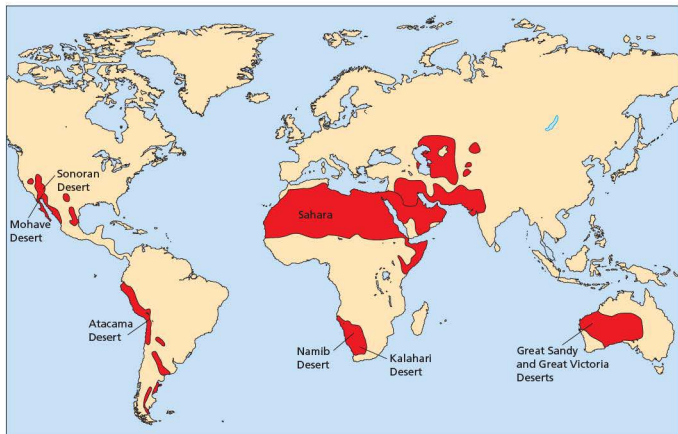 Sonoran
Desert
Mohave
Desert
Sahara
Atacama
Desert
Namib
Desert
Kalahari
Desert
Great Sandy
and Great Victoria
Deserts